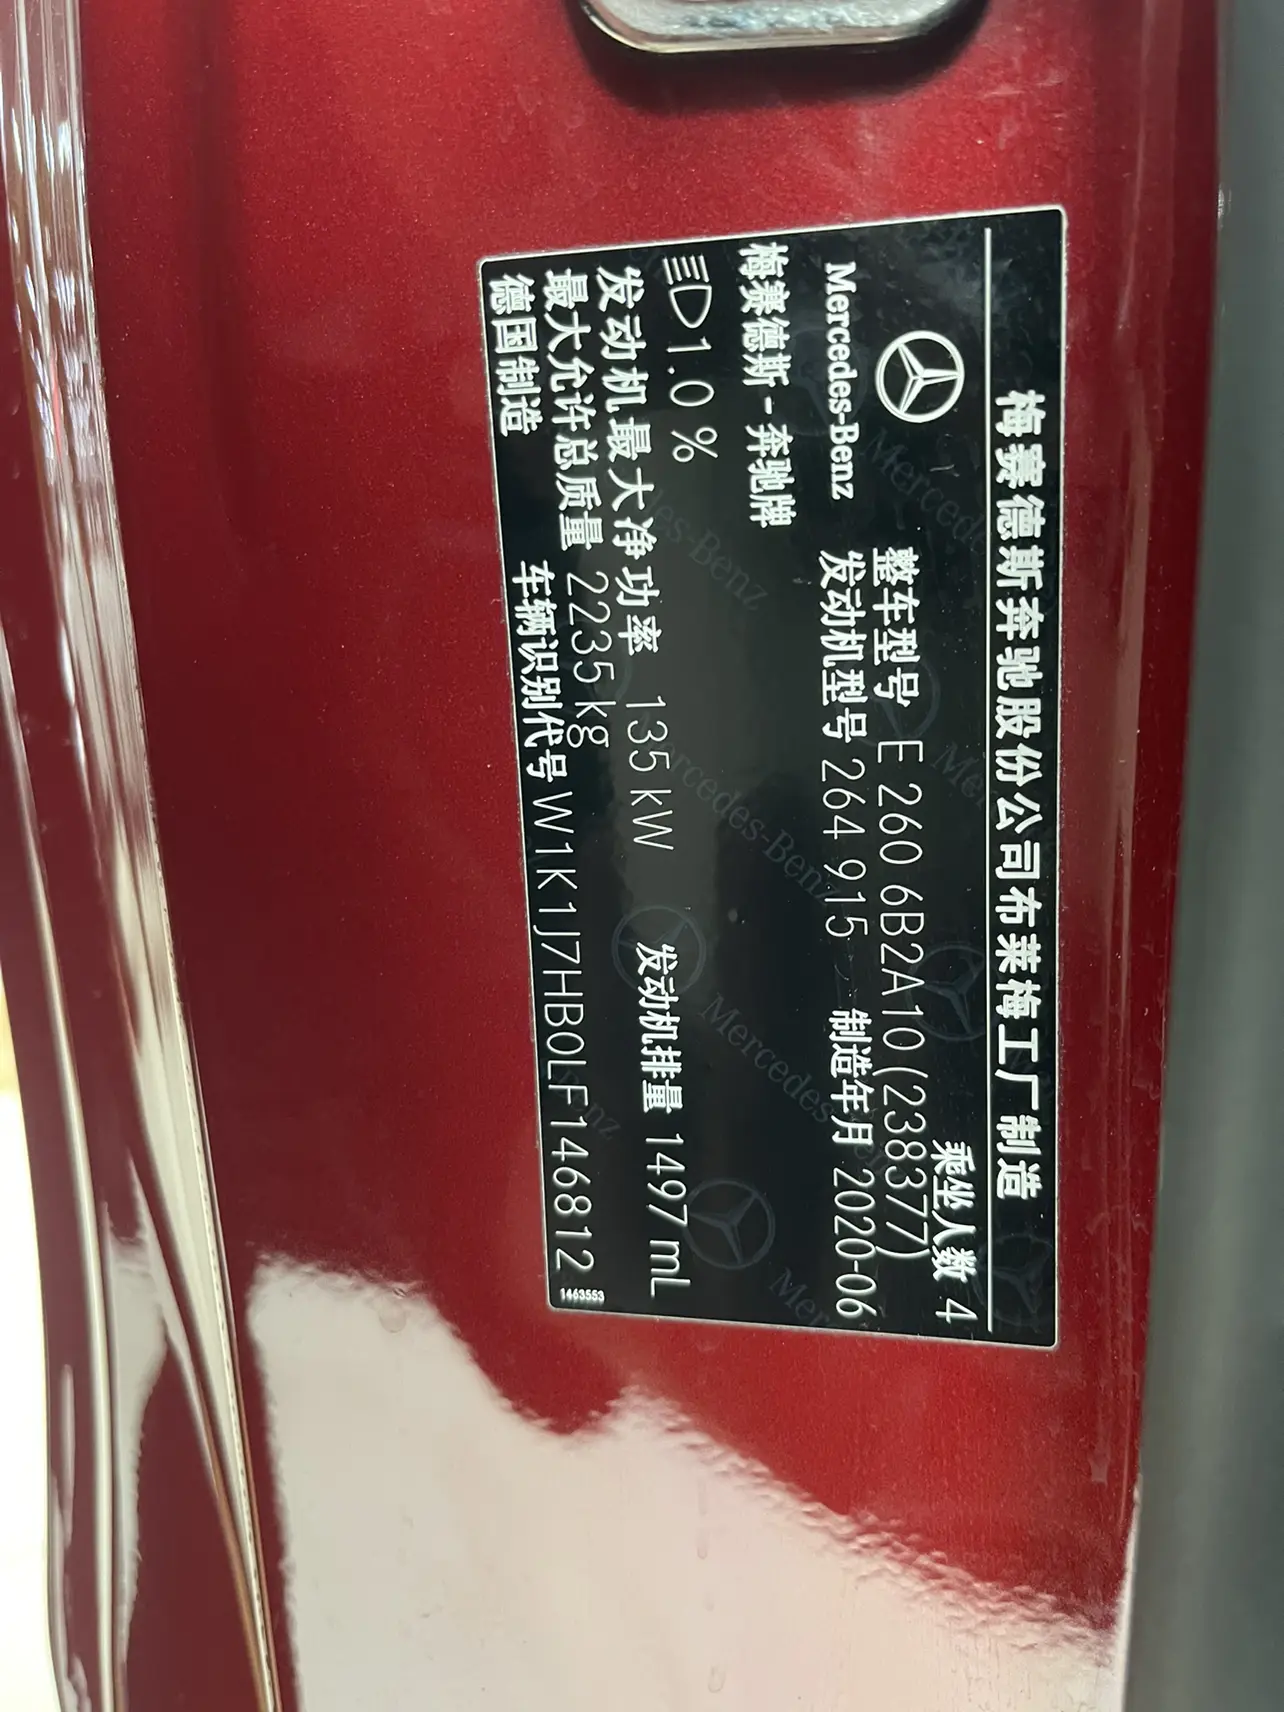 梅赛德斯奔驰股份公司布莱梅工厂制造
乘坐人数 4
整车型号 E 260 6B2A10 (238377)
Mercedes-Benz 发动机型号 264 915 制造年月 2020-06
梅赛德斯-奔驰牌
1.0 %
发动机最大净功率 135 kW 发动机排量 1497 mL
最大允许总质量 2235 kg
德国制造 车辆识别代号 W1K1J7HB0LF146812
1463553
Mercedes-Benz